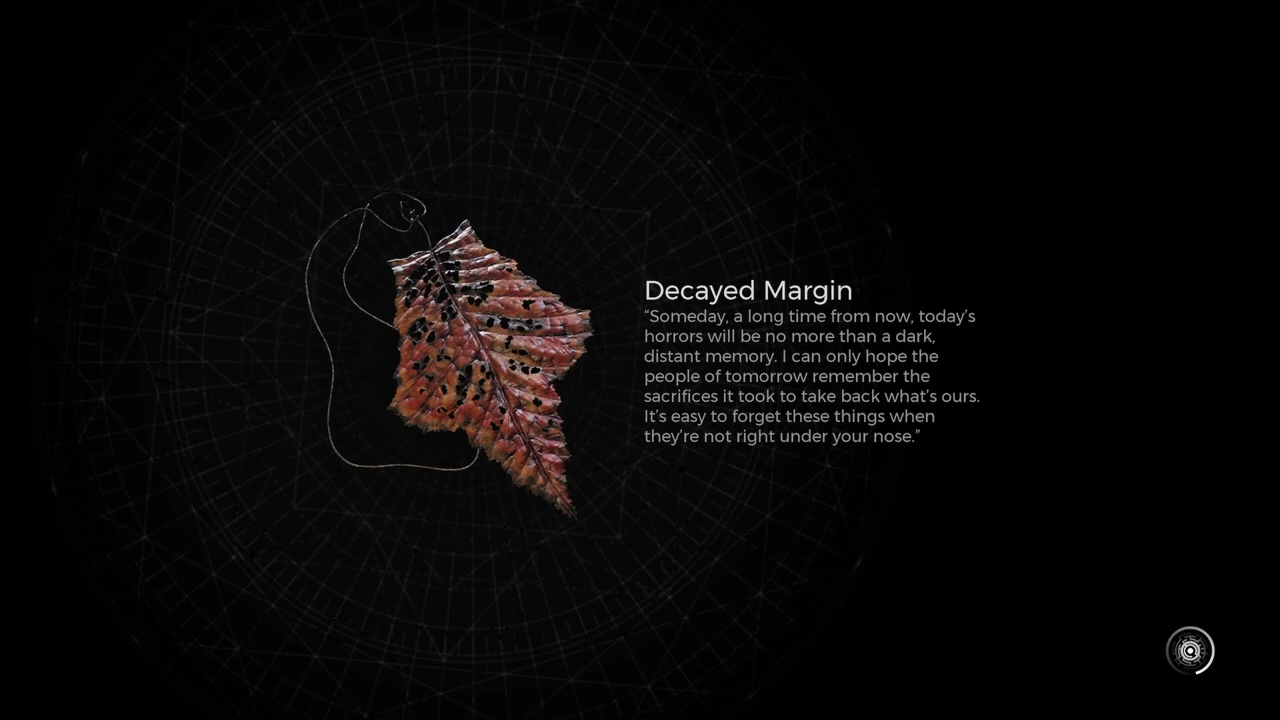 Decayed Margin
“Someday, a long time from now, today’s
horrors will be no more than a dark,
distant memory. I can only hope the
people of tomorrow remember the
sacrifices it took to take back what’s ours.
It’s easy to forget these things when
they’re not right under your nose.”